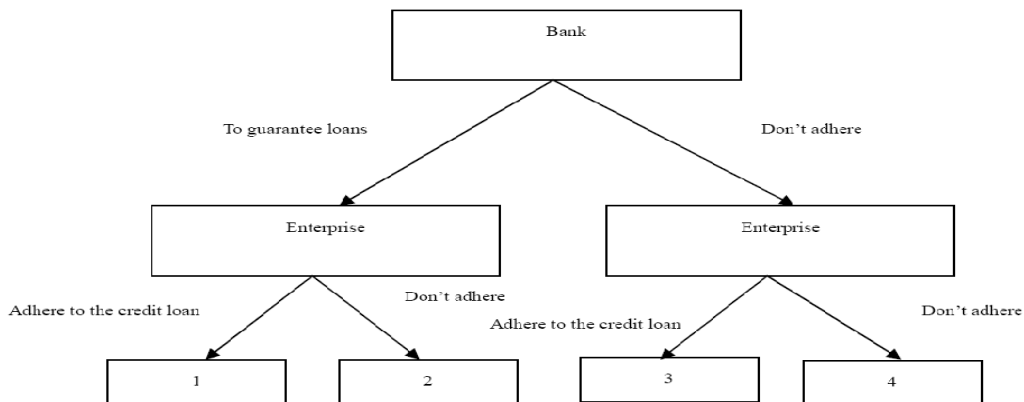 Bank
To guarantee loans
Don’t adhere
Enterprise
Enterprise
Adhere to the credit loan
Don’t adhere
Adhere to the credit loan
Don’t adhere
1
2
3
4